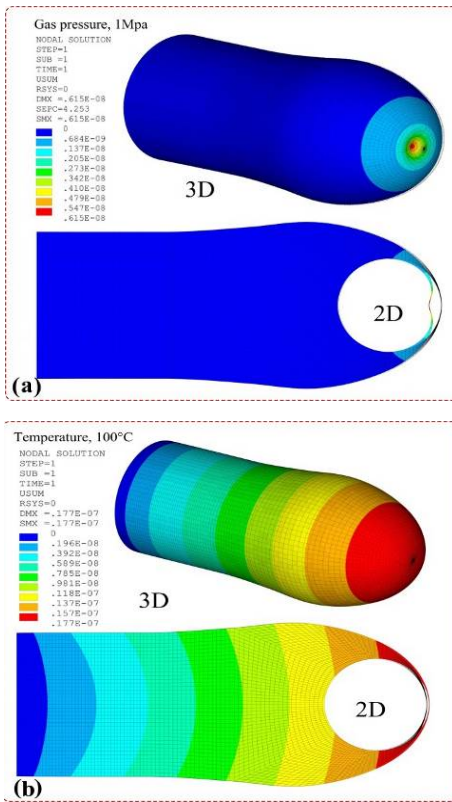 Gas pressure, 1Mpa
NODAL SOLUTION
STEP=1
SUB =1
TIME=1
USUM
RSYS=0
DMX =.615E-08
SEPC=4.253
SMX =.615E-08
0
.684E-09
.137E-08
.205E-08
.273E-08
.342E-08
.410E-08
.479E-08
.547E-08
.615E-08
3D
2D
(a)
Temperature, 100°C
NODAL SOLUTION
STEP=1
SUB =1
TIME=1
USUM
RSYS=0
DMX =.177E-07
SMX =.177E-07
0
.196E-08
.392E-08
.589E-08
.785E-08
.981E-08
.118E-07
.137E-07
.157E-07
.177E-07
3D
2D
(b)